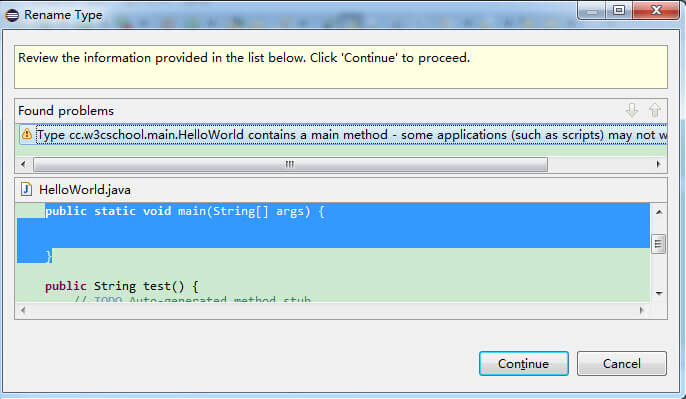 Rename Type
Review the information provided in the list below. Click 'Continue' to proceed.
Found problems
Type cc.w3cschool.main.HelloWorld contains a main method - some applications (such as scripts) may not w
HelloWorld.java
public static void main(String[] args) {
}
public String test() {
// TODO Auto-generated method stub
Continue
Cancel